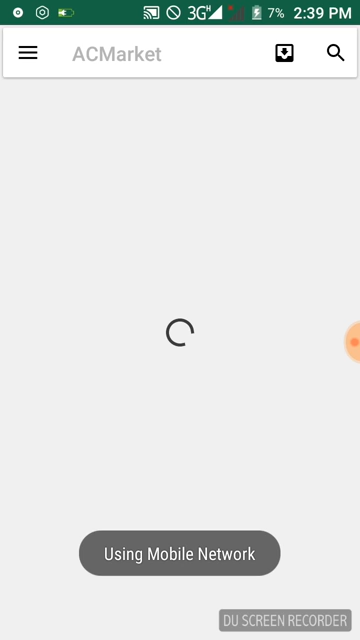 3G H 7% 2:39 PM
ACMarket
Using Mobile Network
DU SCREEN RECORDER